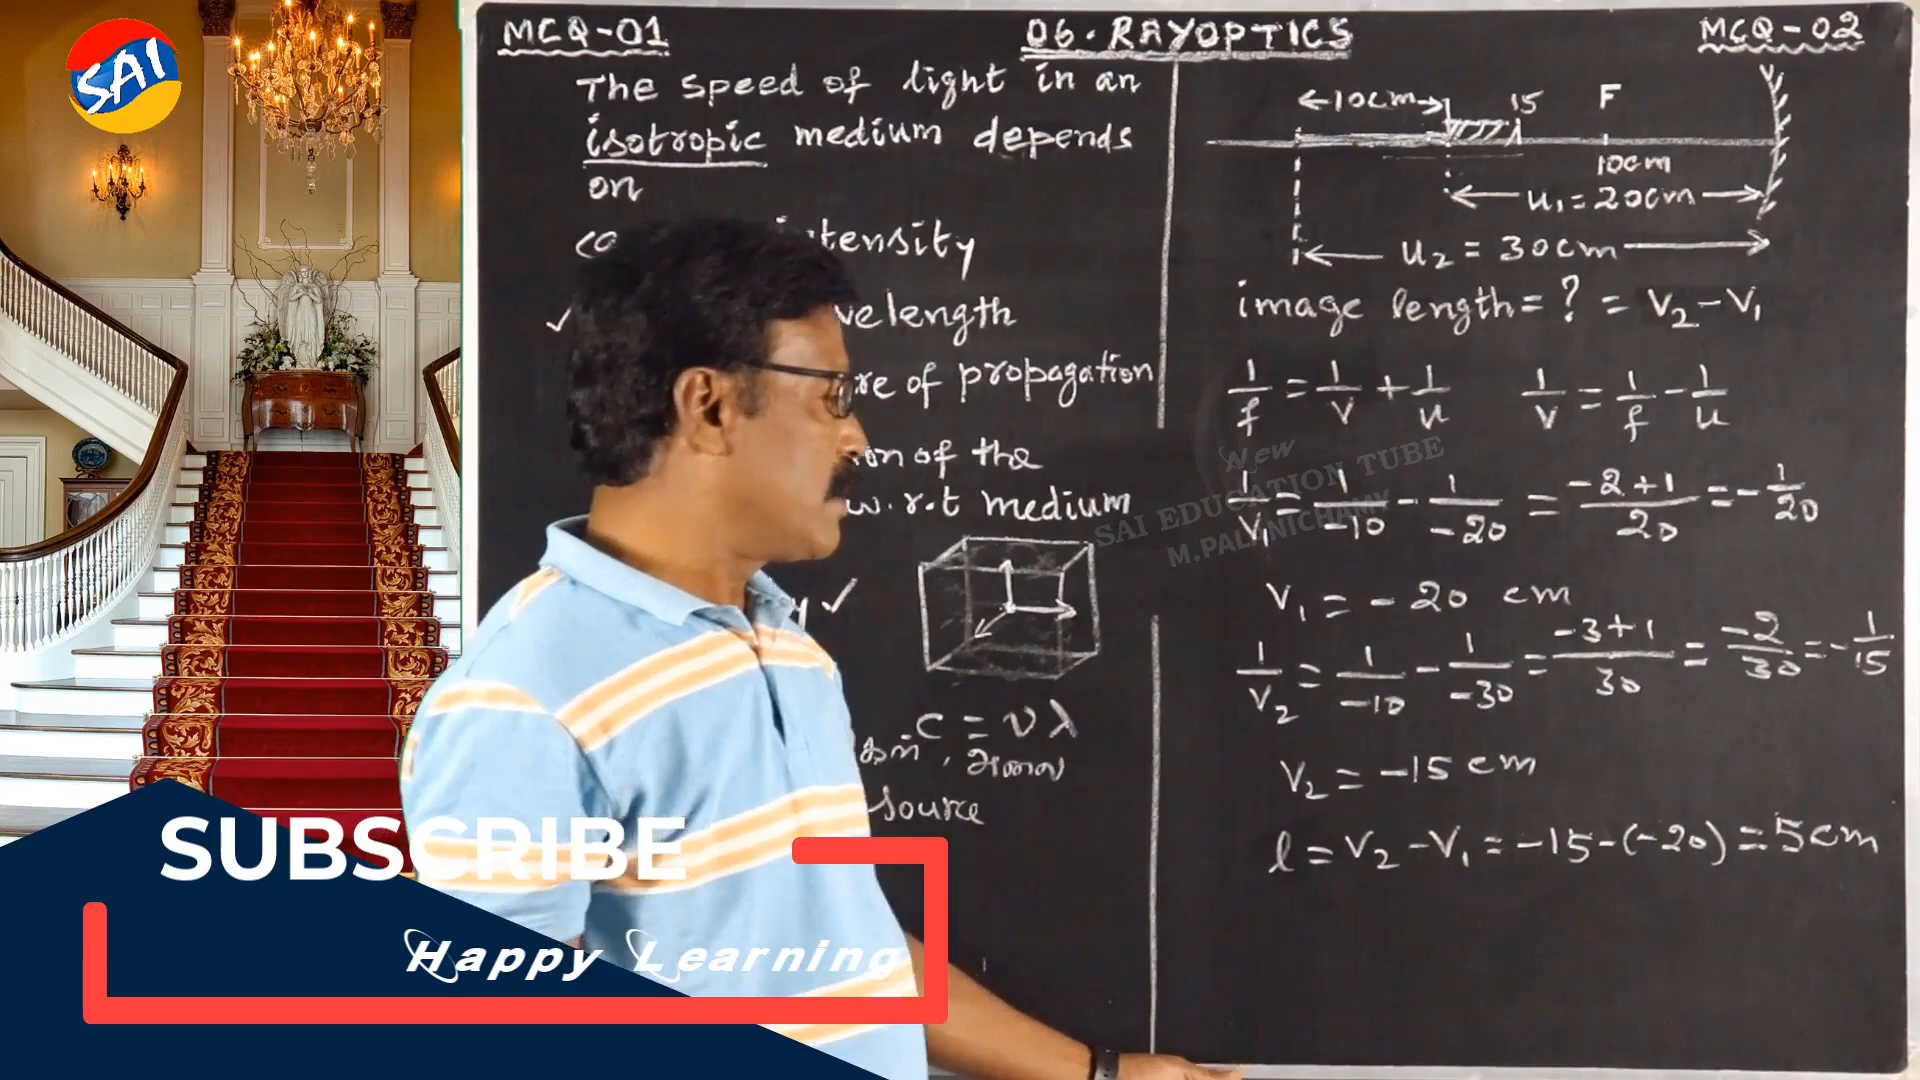 SAI
MCQ-01
06. RAYOPTICS
MCQ-02
The speed of light in an
isotropic medium depends
on
tensity
velength
re of propagation
on of the
w.r.t medium
y ✓
c = νλ
source
←10cm→ 15 F
10cm
u₁ = 20cm
u₂ = 30cm
image length = ? = V₂ - V₁
1/f = 1/v + 1/u 1/v = 1/f - 1/u
1/V₁ = 1/-10 - 1/-20 = -2+1/20 = -1/20
V₁ = -20 cm
1/V₂ = 1/-10 - 1/-30 = -3+1/30 = -2/30 = -1/15
V₂ = -15 cm
l = V₂ - V₁ = -15-(-20) = 5cm
New
SAI EDUCATION TUBE
M.PALANICHAMY
SUBSCRIBE
Happy Learning